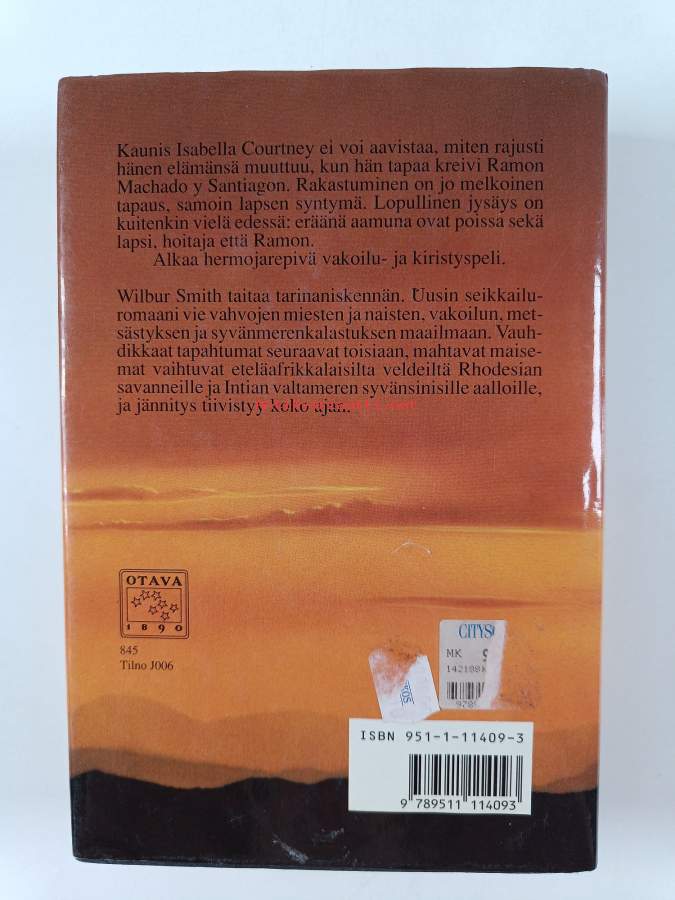 Kaunis Isabella Courtney ei voi aavistaa, miten rajusti
hänen elämänsä muuttuu, kun hän tapaa kreivi Ramon
Machado y Santiagon. Rakastuminen on jo melkoinen
tapaus, samoin lapsen syntymä. Lopullinen jysäys on
kuitenkin vielä edessä: eräänä aamuna ovat poissa sekä
lapsi, hoitaja että Ramon.
Alkaa hermojarepivä vakoilu- ja kiristyspeli.
Wilbur Smith taitaa tarinaniskennän. Uusin seikkailu-
romaani vie vahvojen miesten ja naisten, vakoilun, met-
sästyksen ja syvänmerenkalastuksen maailmaan. Vauh-
dikkaat tapahtumat seuraavat toisiaan, mahtavat maise-
mat vaihtuvat eteläafrikkalaisilta veldeiltä Rhodesian
savanneille ja Intian valtameren syvänsinisille aalloille,
ja jännitys tiivistyy koko ajan.
OTAVA
1890
845
Tilno J006
CITYS
MK 9
142188
978
ISBN 951-1-11409-3
9 789511 114093